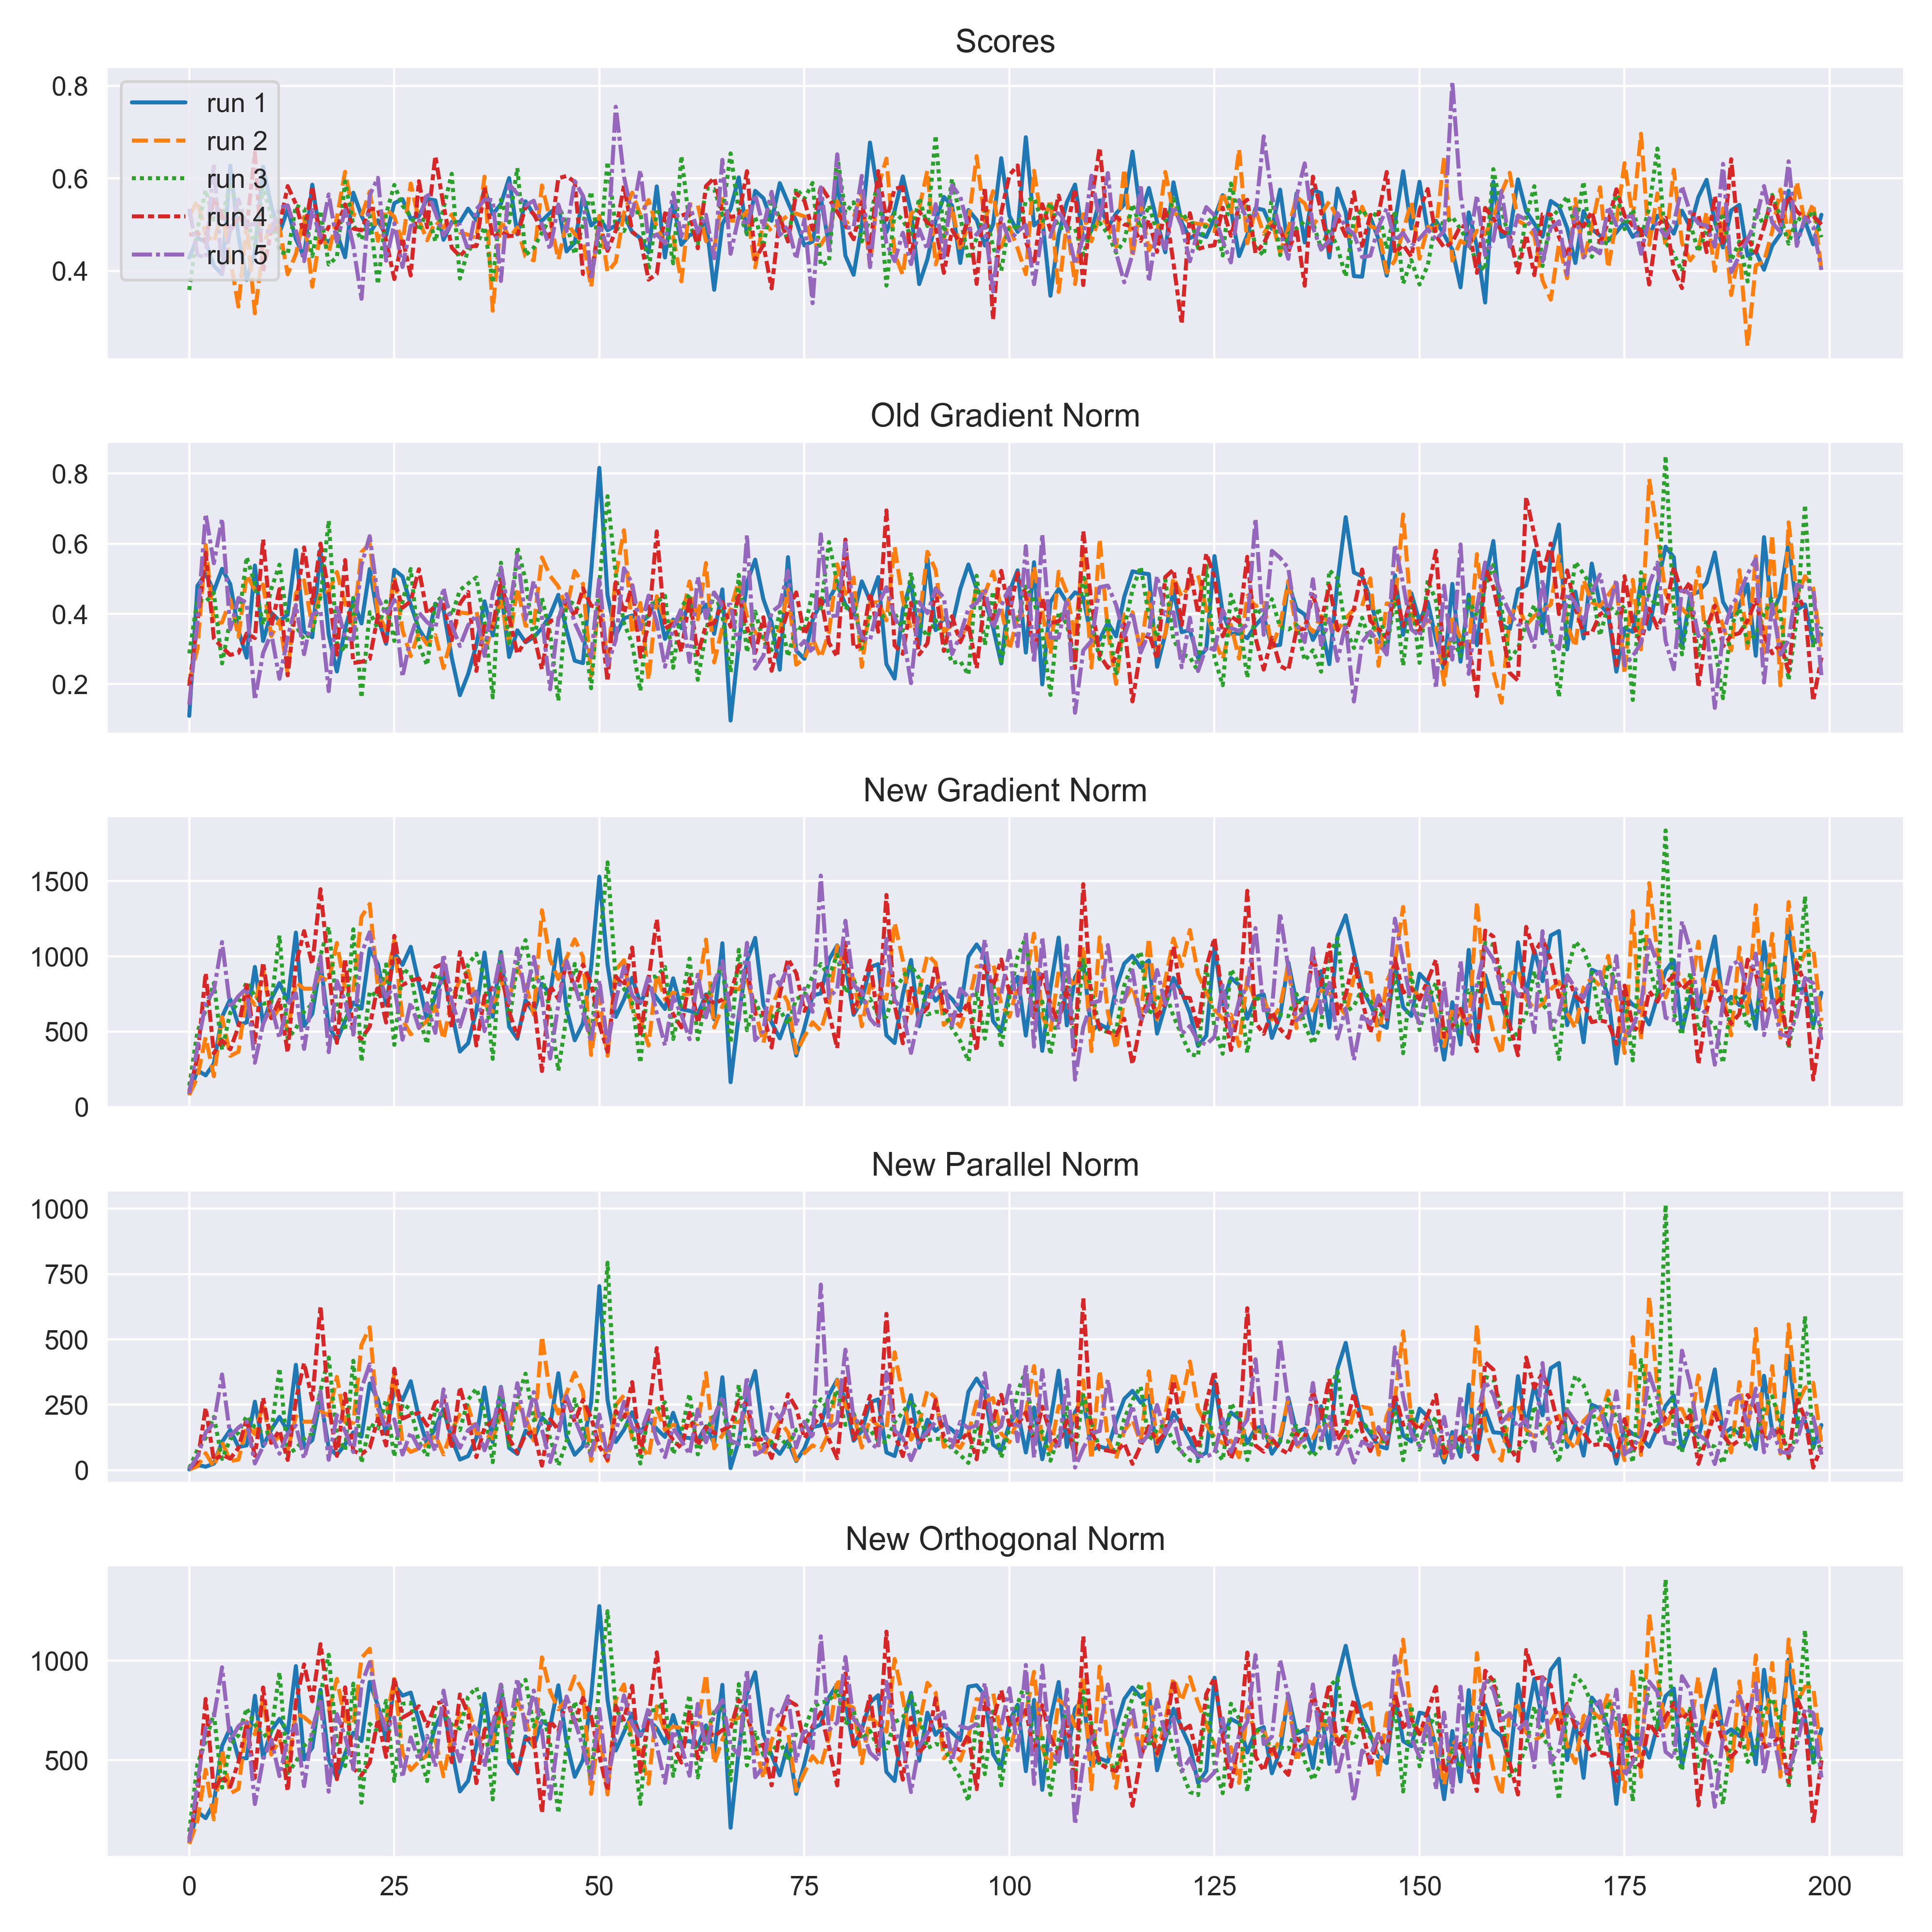 Scores
0.8
0.6
0.4
run 1
run 2
run 3
run 4
run 5
Old Gradient Norm
0.8
0.6
0.4
0.2
New Gradient Norm
1500
1000
500
0
New Parallel Norm
1000
750
500
250
0
New Orthogonal Norm
1000
500
0 25 50 75 100 125 150 175 200